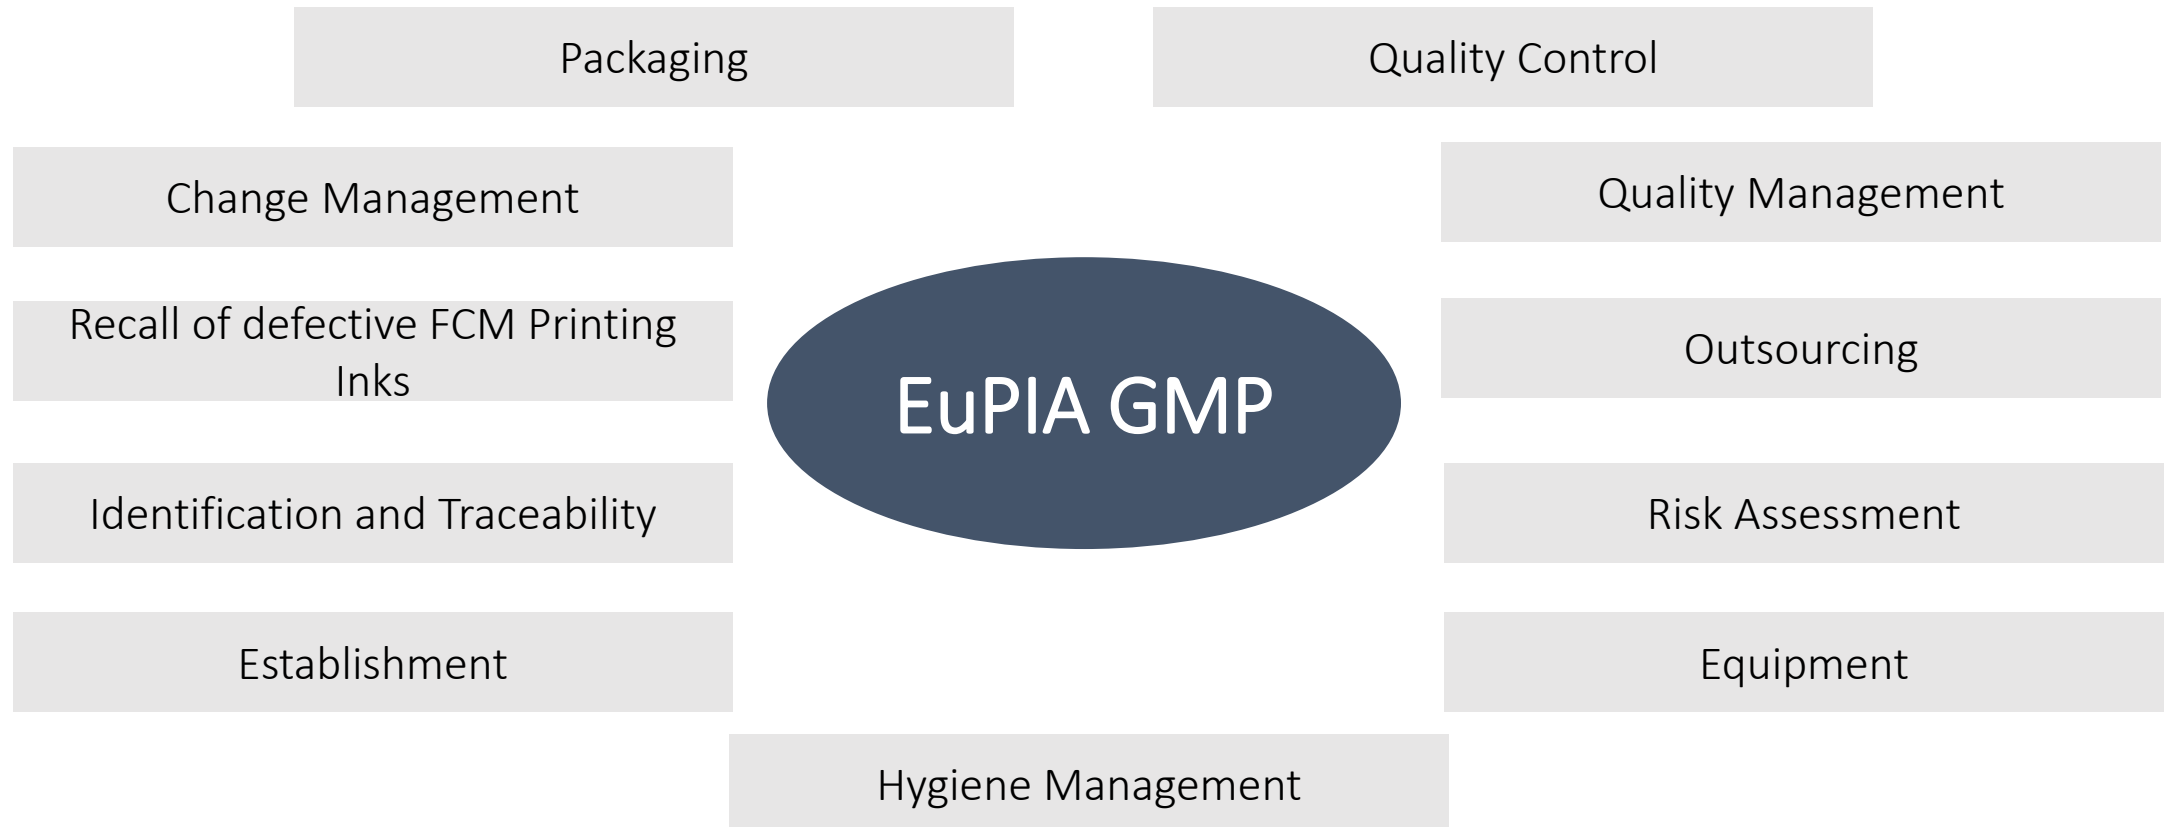 Packaging
Quality Control
Change Management
Quality Management
Recall of defective FCM Printing
Inks
Outsourcing
EuPIA GMP
Identification and Traceability
Risk Assessment
Establishment
Equipment
Hygiene Management